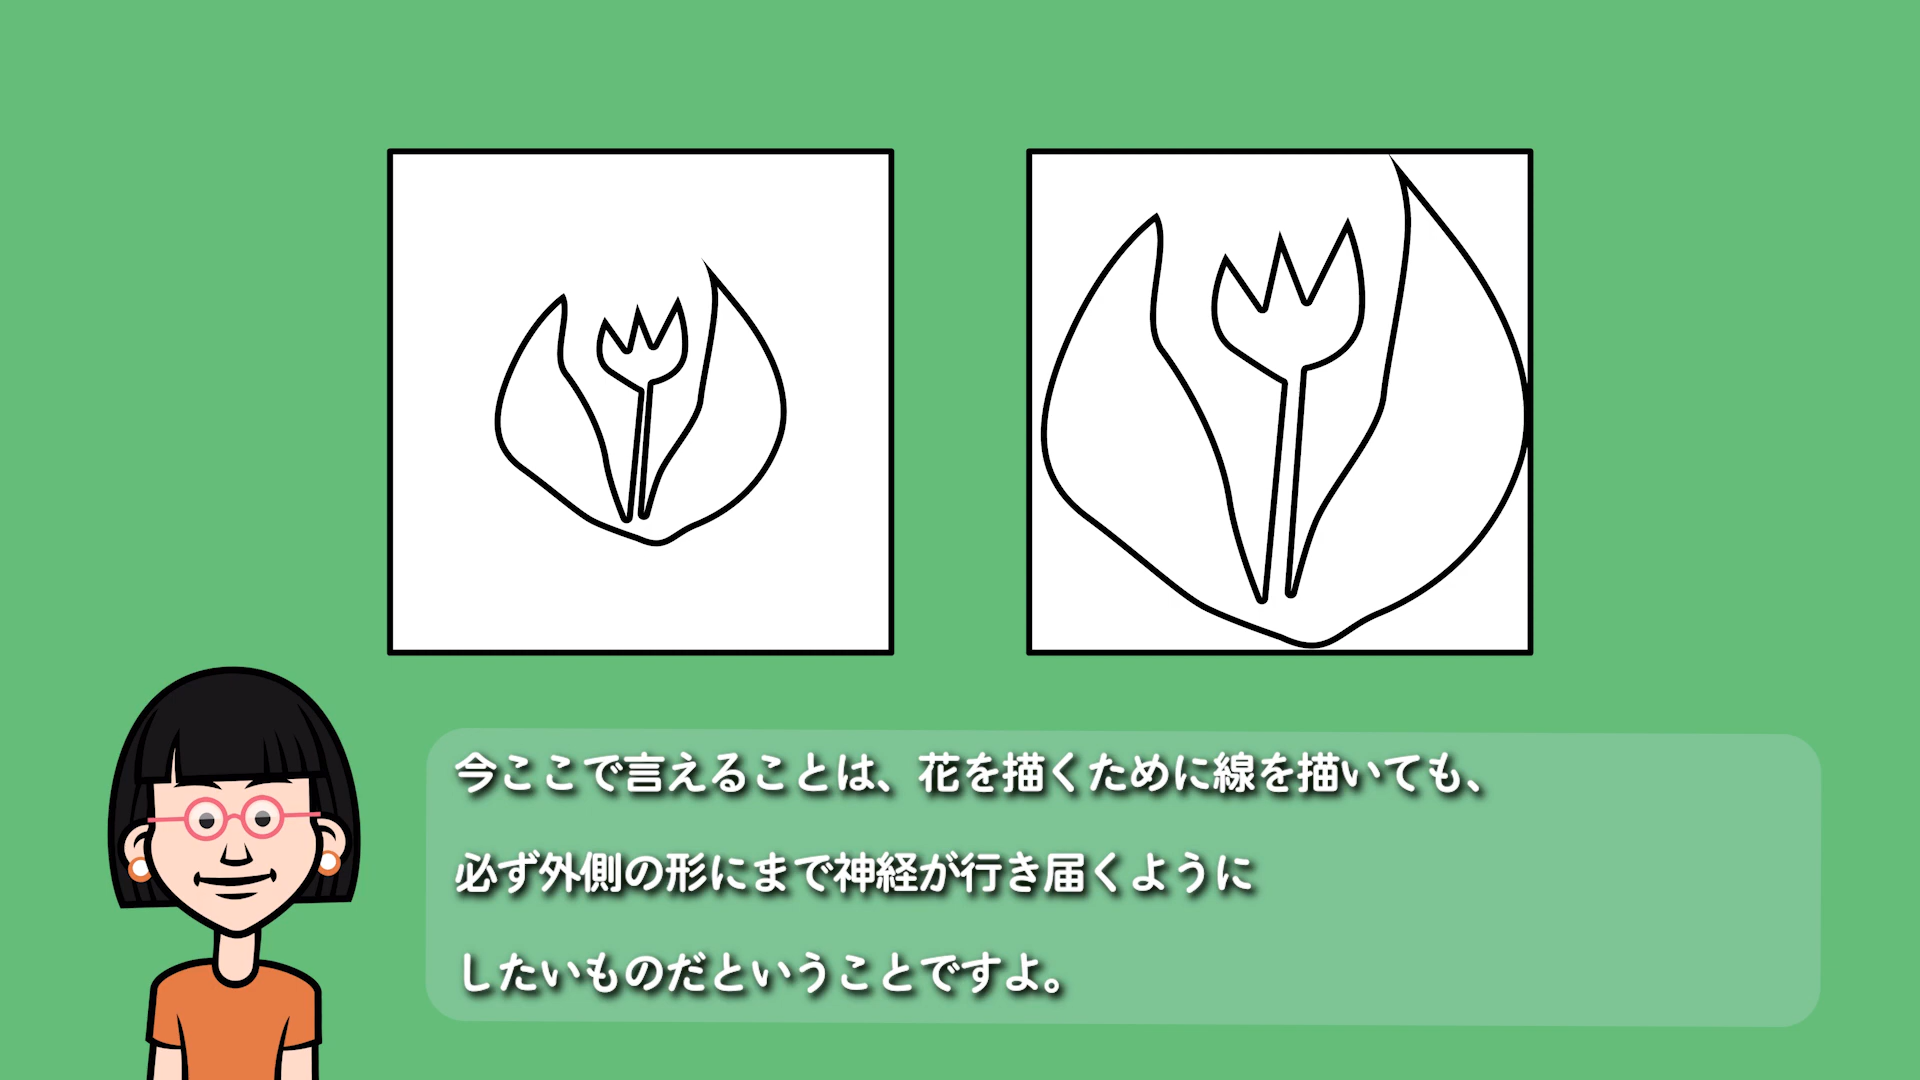 今ここで言えることは、花を描くために線を描いても、
必ず外側の形にまで神経が行き届くように
したいものだということですよ。